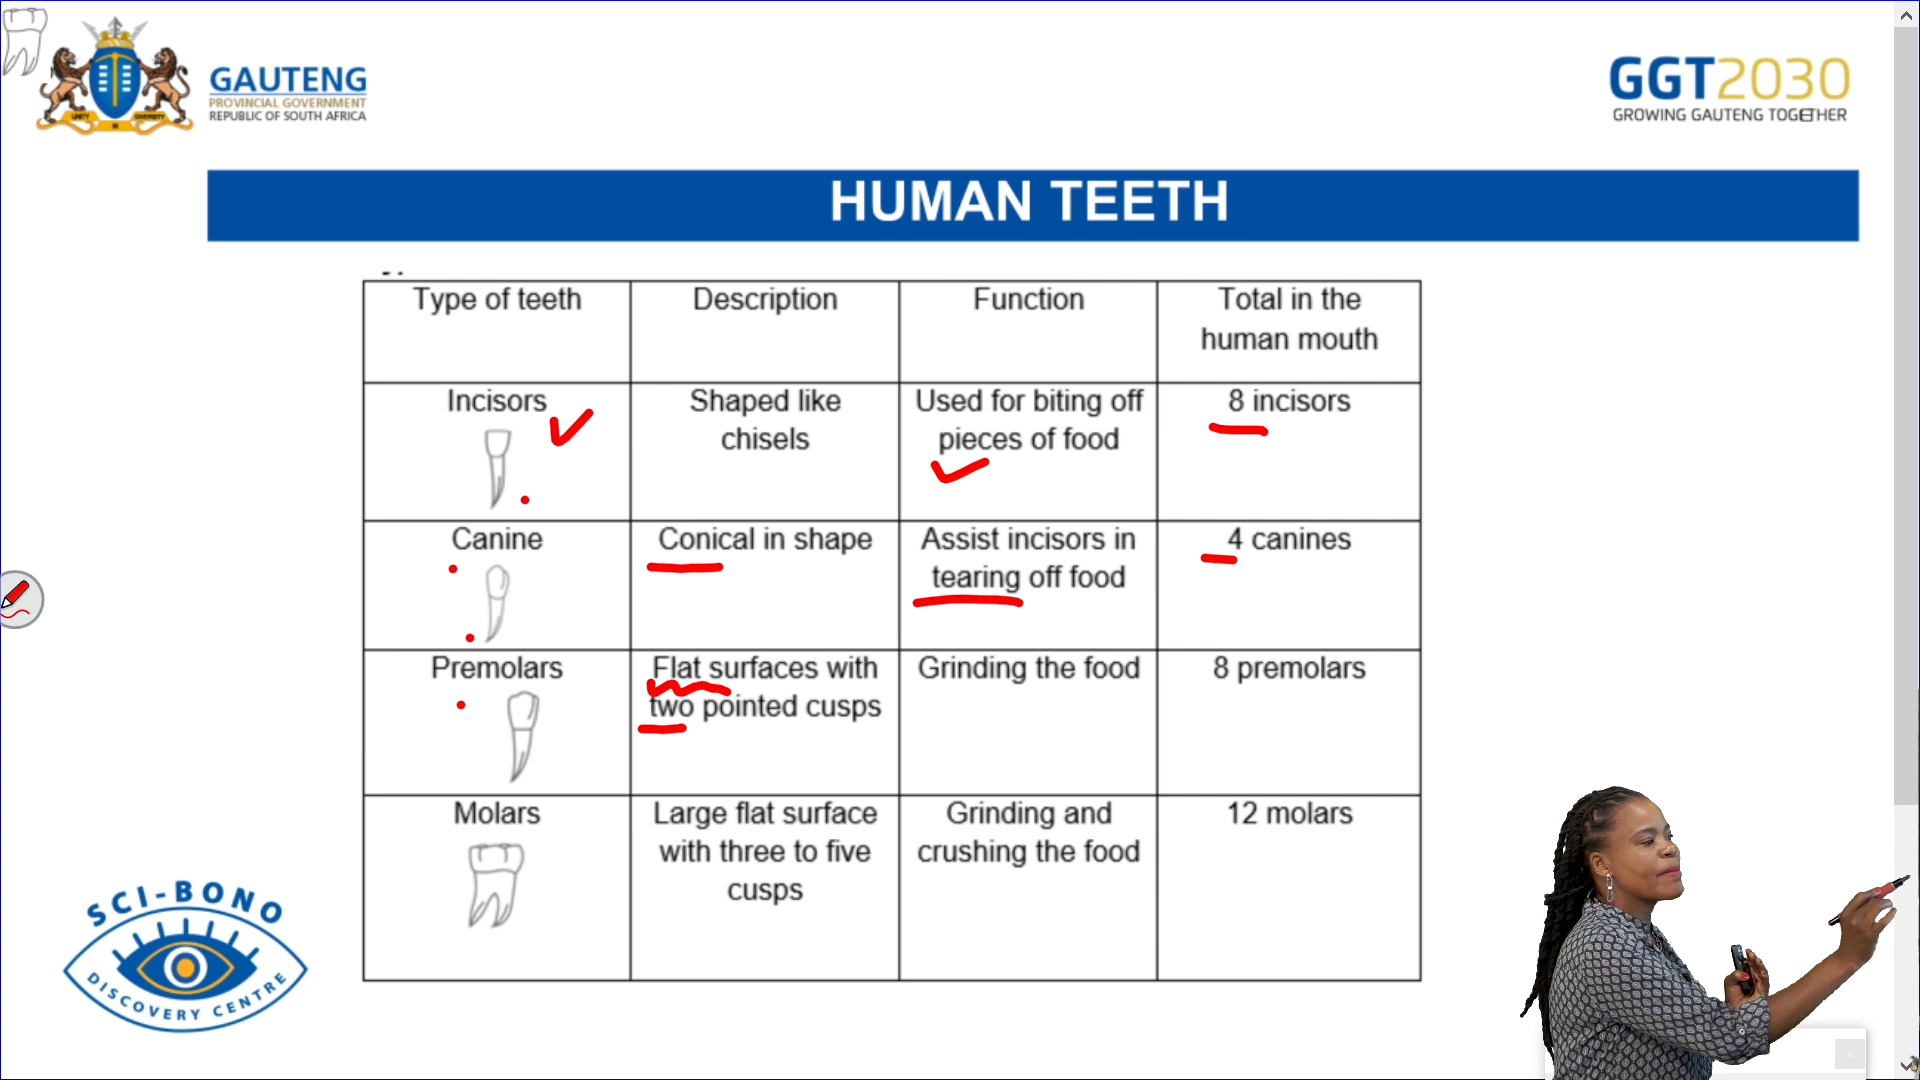 GAUTENG
PROVINCIAL GOVERNMENT
REPUBLIC OF SOUTH AFRICA
UNITY IN DIVERSITY
GGT2030
GROWING GAUTENG TOGETHER
HUMAN TEETH
Type of teeth
Description
Function
Total in the
human mouth
Incisors
Shaped like
chisels
Used for biting off
pieces of food
8 incisors
Canine
Conical in shape
Assist incisors in
tearing off food
4 canines
Premolars
Flat surfaces with
two pointed cusps
Grinding the food
8 premolars
Molars
Large flat surface
with three to five
cusps
Grinding and
crushing the food
12 molars
SCI-BONO
DISCOVERY CENTRE